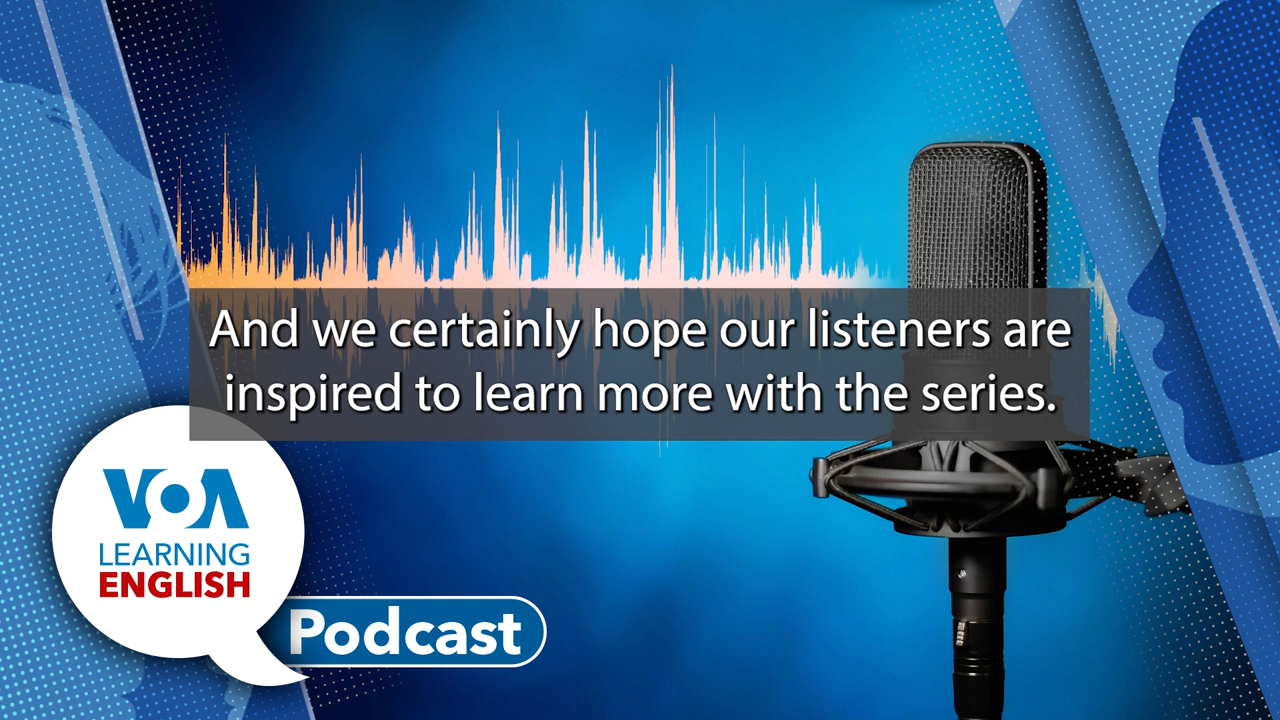 And we certainly hope our listeners are
inspired to learn more with the series.
VOA
LEARNING
ENGLISH
Podcast